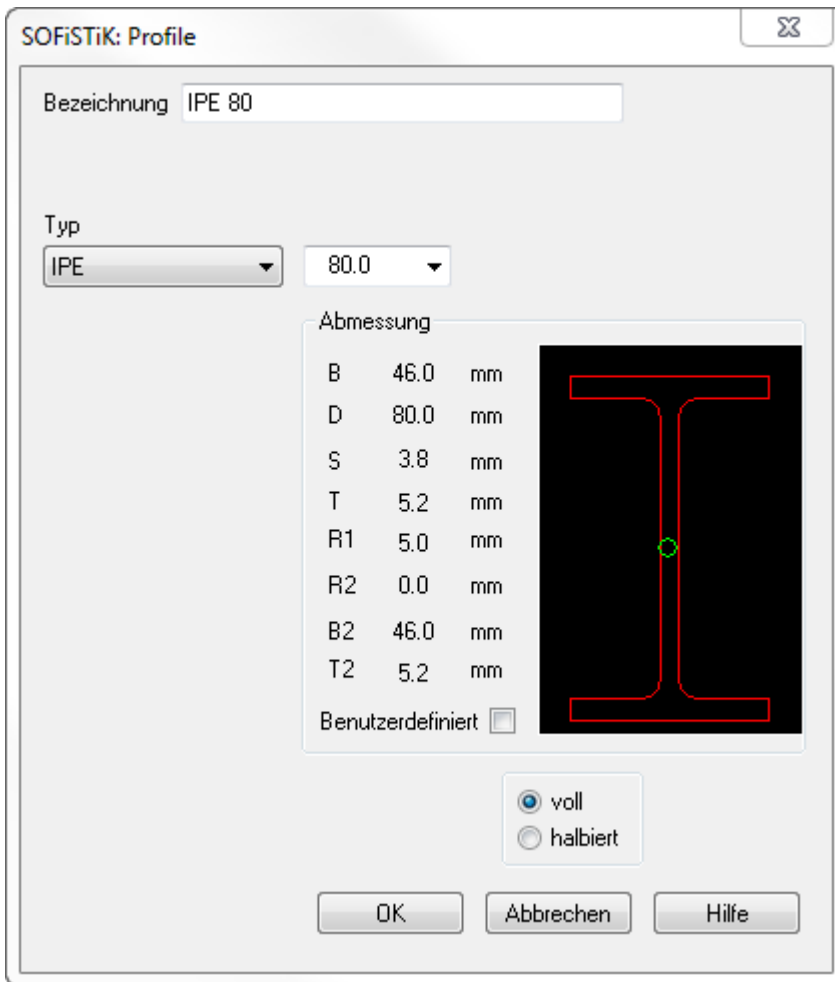 SOFiSTiK: Profile
Bezeichnung IPE 80
Typ
IPE 80.0
Abmessung
B 46.0 mm
D 80.0 mm
S 3.8 mm
T 5.2 mm
R1 5.0 mm
R2 0.0 mm
B2 46.0 mm
T2 5.2 mm
Benutzerdefiniert
voll
halbiert
OK Abbrechen Hilfe